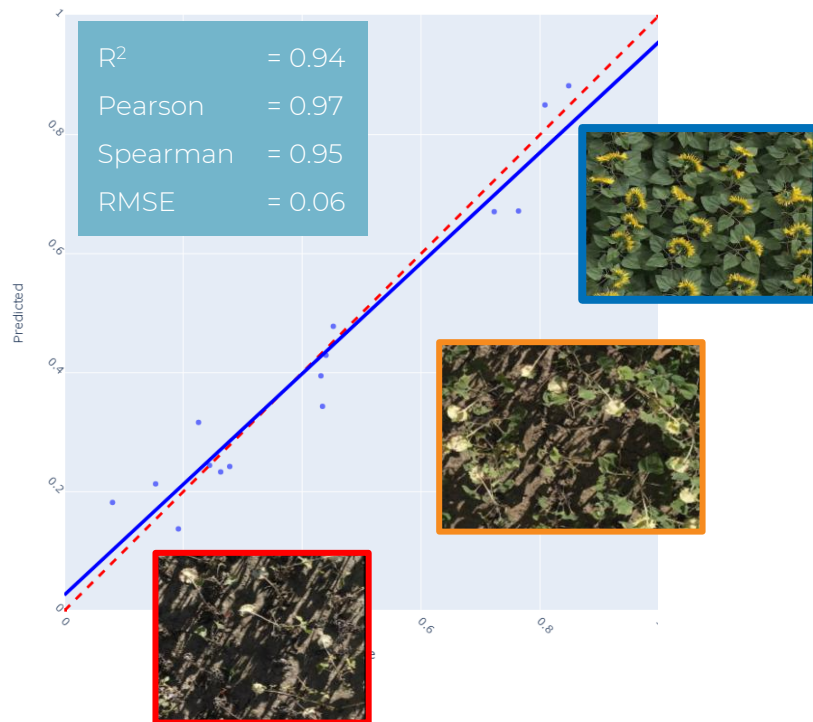 1
R² = 0.94
Pearson = 0.97
0.8
Spearman = 0.95
RMSE = 0.06
0.6
Predicted
0.4
0.2
0
0
0.6
0.8